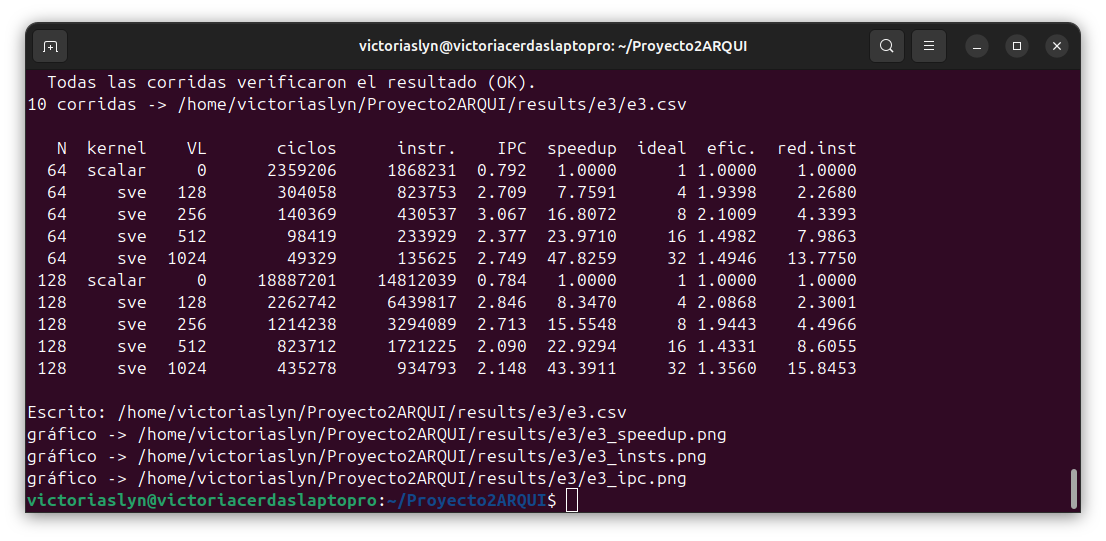 victoriaslyn@victoriacerdaslaptopro: ~/Proyecto2ARQUI
Todas las corridas verificaron el resultado (OK).
10 corridas -> /home/victoriaslyn/Proyecto2ARQUI/results/e3/e3.csv
N kernel VL ciclos instr. IPC speedup ideal efic. red.inst
64 scalar 0 2359206 1868231 0.792 1.0000 1 1.0000 1.0000
64 sve 128 304058 823753 2.709 7.7591 4 1.9398 2.2680
64 sve 256 140369 430537 3.067 16.8072 8 2.1009 4.3393
64 sve 512 98419 233929 2.377 23.9710 16 1.4982 7.9863
64 sve 1024 49329 135625 2.749 47.8259 32 1.4946 13.7750
128 scalar 0 18887201 14812039 0.784 1.0000 1 1.0000 1.0000
128 sve 128 2262742 6439817 2.846 8.3470 4 2.0868 2.3001
128 sve 256 1214238 3294089 2.713 15.5548 8 1.9443 4.4966
128 sve 512 823712 1721225 2.090 22.9294 16 1.4331 8.6055
128 sve 1024 435278 934793 2.148 43.3911 32 1.3560 15.8453
Escrito: /home/victoriaslyn/Proyecto2ARQUI/results/e3/e3.csv
gráfico -> /home/victoriaslyn/Proyecto2ARQUI/results/e3/e3_speedup.png
gráfico -> /home/victoriaslyn/Proyecto2ARQUI/results/e3/e3_insts.png
gráfico -> /home/victoriaslyn/Proyecto2ARQUI/results/e3/e3_ipc.png
victoriaslyn@victoriacerdaslaptopro:~/Proyecto2ARQUI$